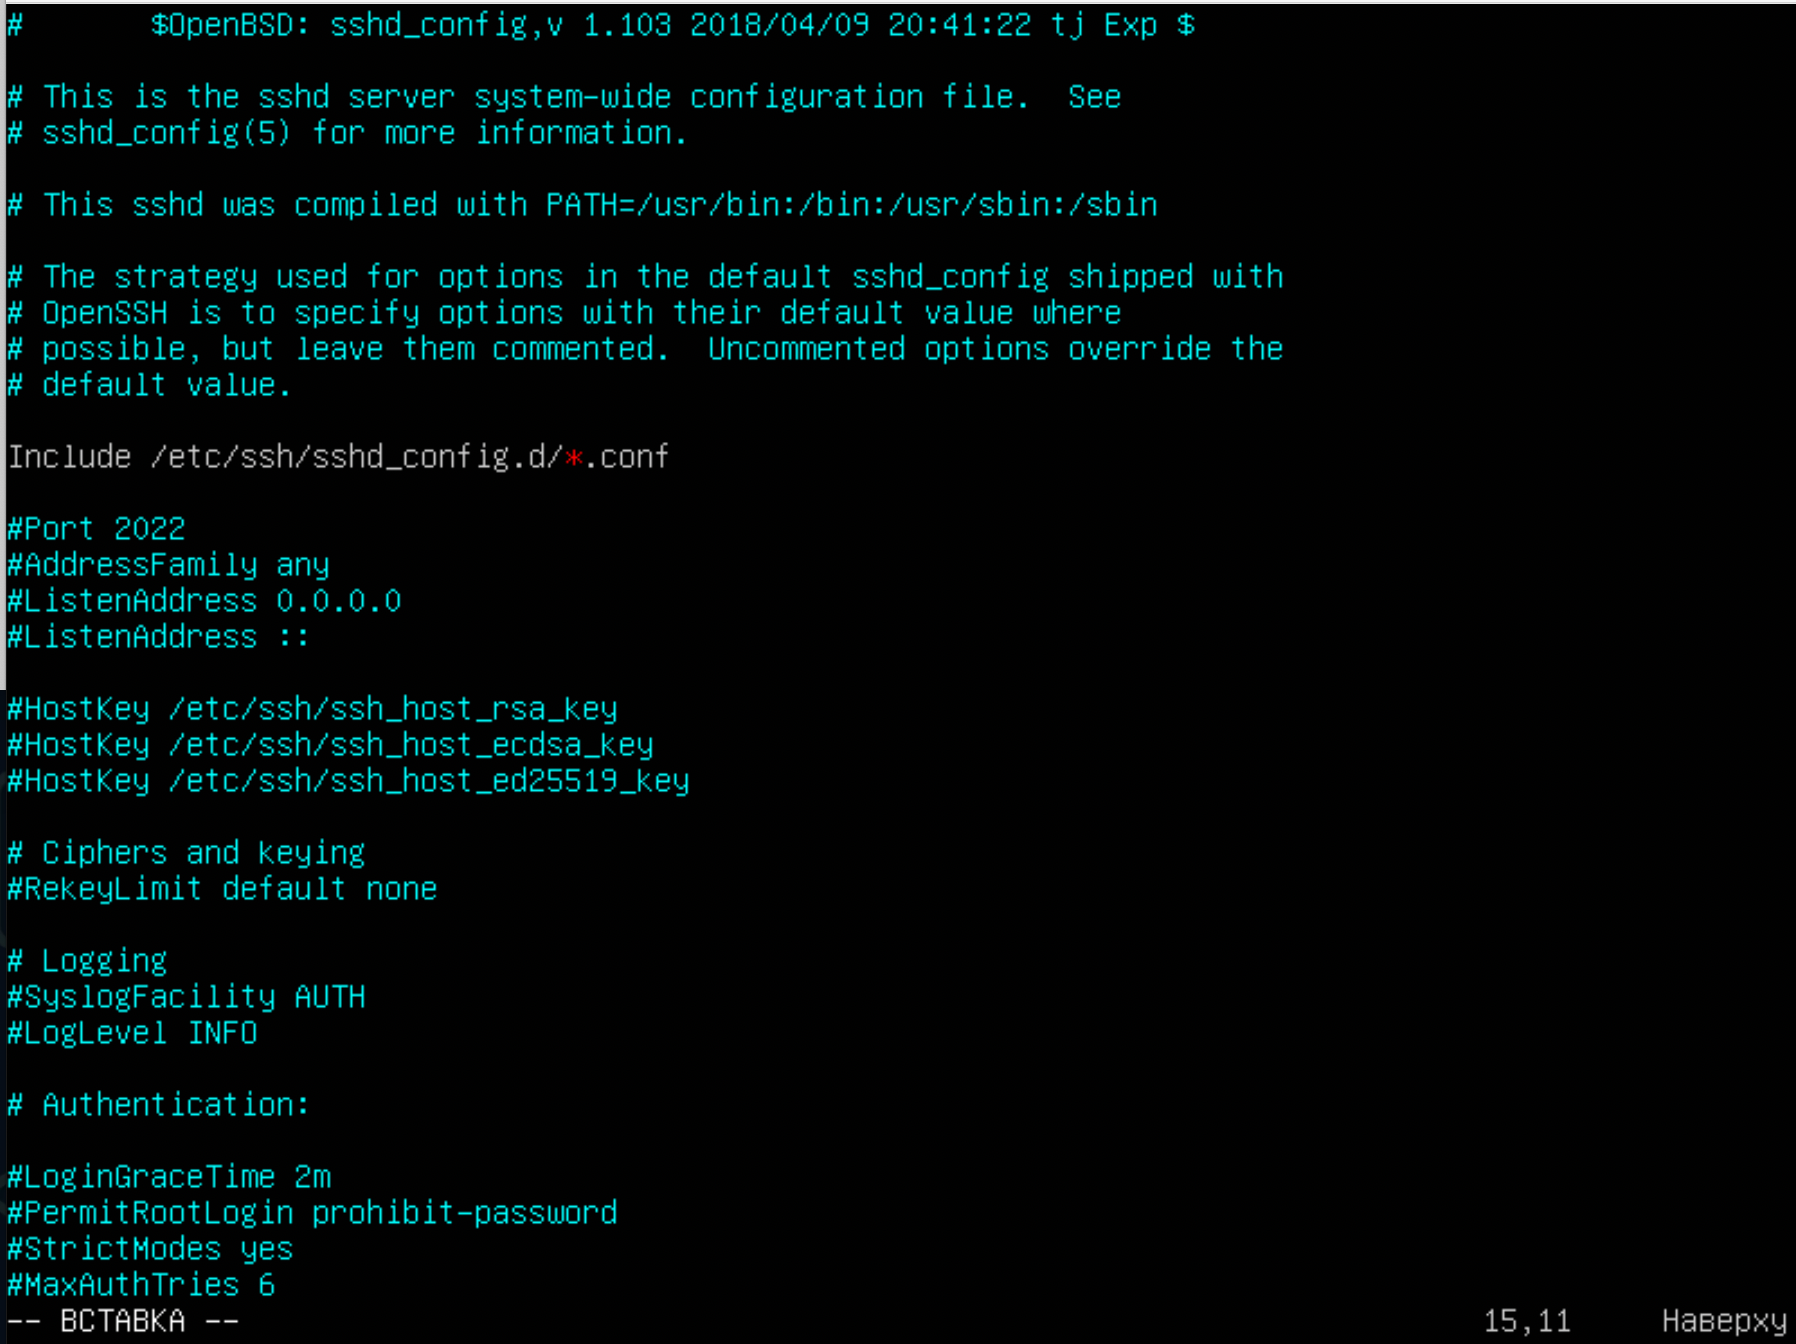 #       $OpenBSD: sshd_config,v 1.103 2018/04/09 20:41:22 tj Exp $
# This is the sshd server system-wide configuration file.  See
# sshd_config(5) for more information.
# This sshd was compiled with PATH=/usr/bin:/bin:/usr/sbin:/sbin
# The strategy used for options in the default sshd_config shipped with
# OpenSSH is to specify options with their default value where
# possible, but leave them commented.  Uncommented options override the
# default value.
Include /etc/ssh/sshd_config.d/*.conf
#Port 2022
#AddressFamily any
#ListenAddress 0.0.0.0
#ListenAddress ::
#HostKey /etc/ssh/ssh_host_rsa_key
#HostKey /etc/ssh/ssh_host_ecdsa_key
#HostKey /etc/ssh/ssh_host_ed25519_key
# Ciphers and keying
#RekeyLimit default none
# Logging
#SyslogFacility AUTH
#LogLevel INFO
# Authentication:
#LoginGraceTime 2m
#PermitRootLogin prohibit-password
#StrictModes yes
#MaxAuthTries 6
-- ВСТАВКА --                    15,11     Наверху